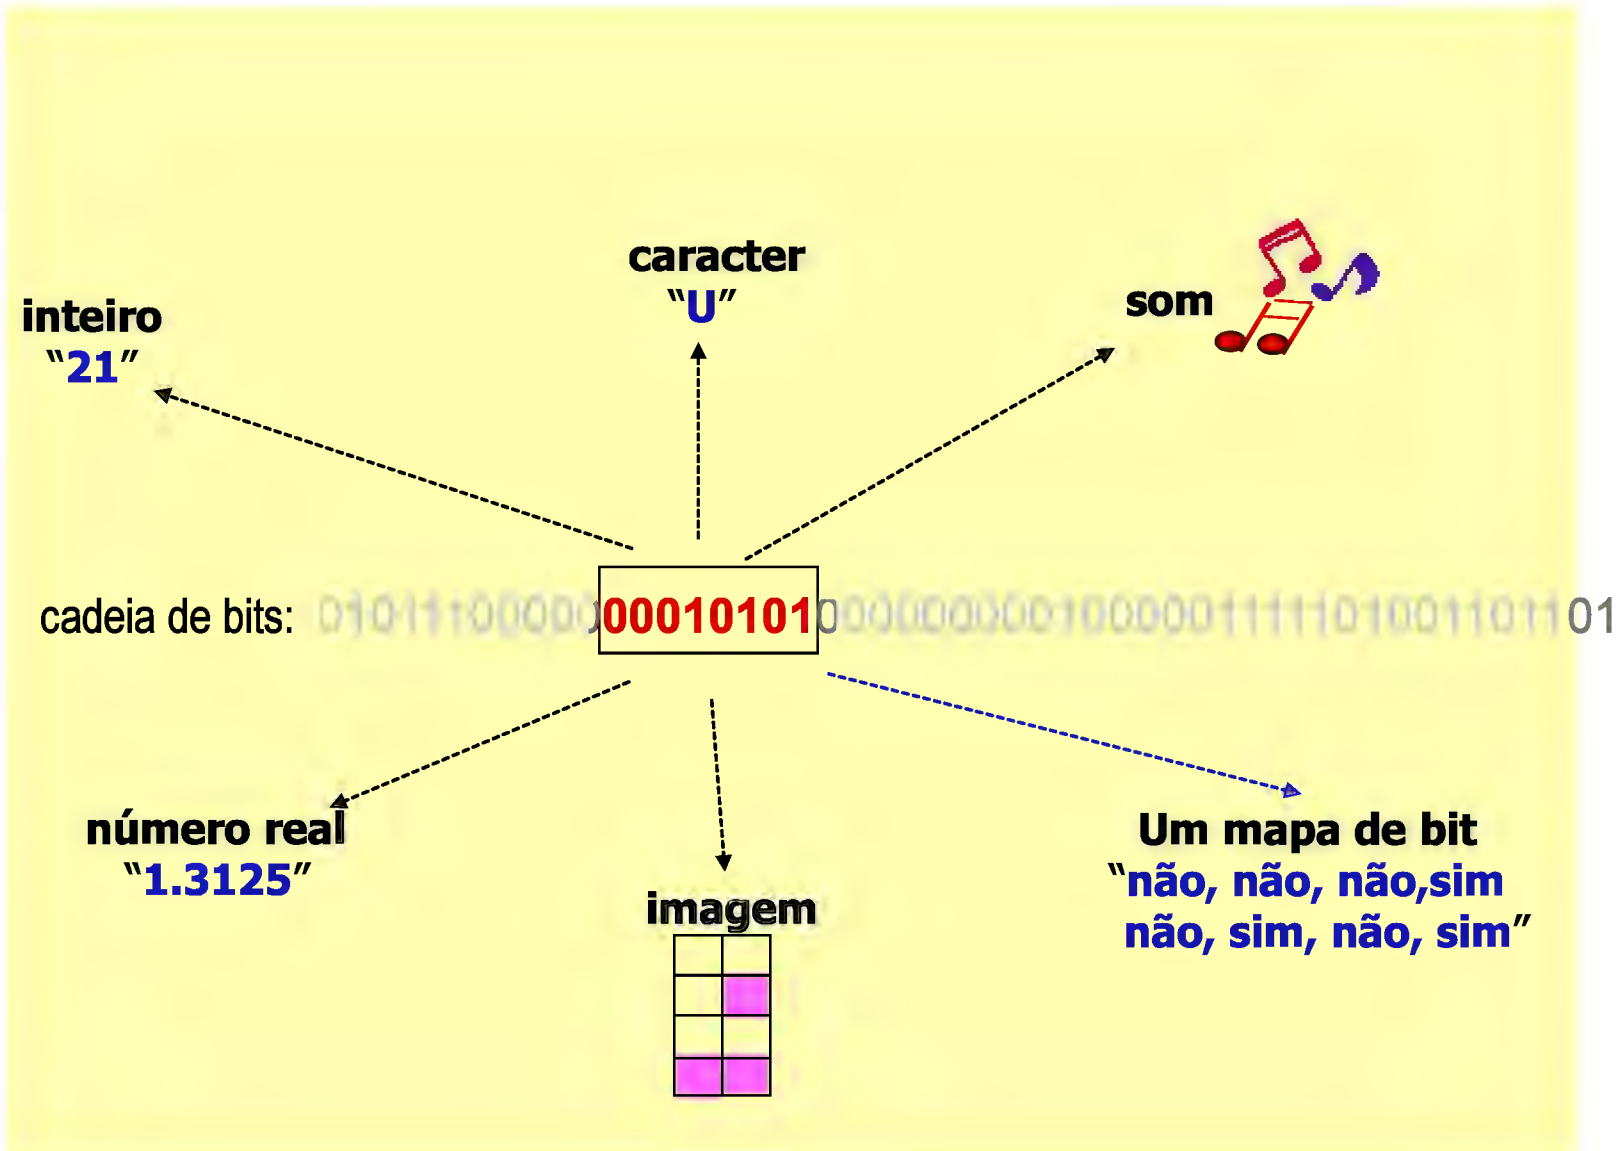 caracter
“U”
som
inteiro
“21”
cadeia de bits: 01011100000000101010000000001000001111101001101101
número real
“1.3125”
Um mapa de bit
“não, não, não,sim
não, sim, não, sim”
imagem